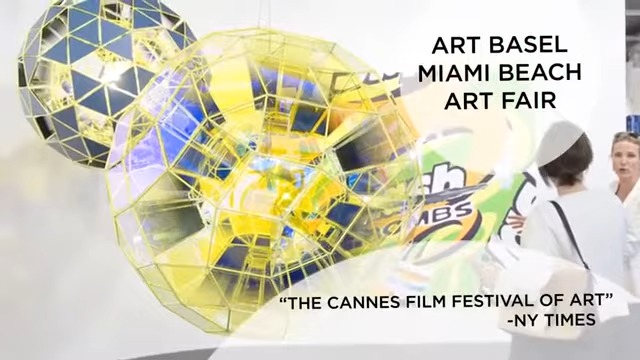 ART BASEL
MIAMI BEACH
ART FAIR
“THE CANNES FILM FESTIVAL OF ART”
-NY TIMES